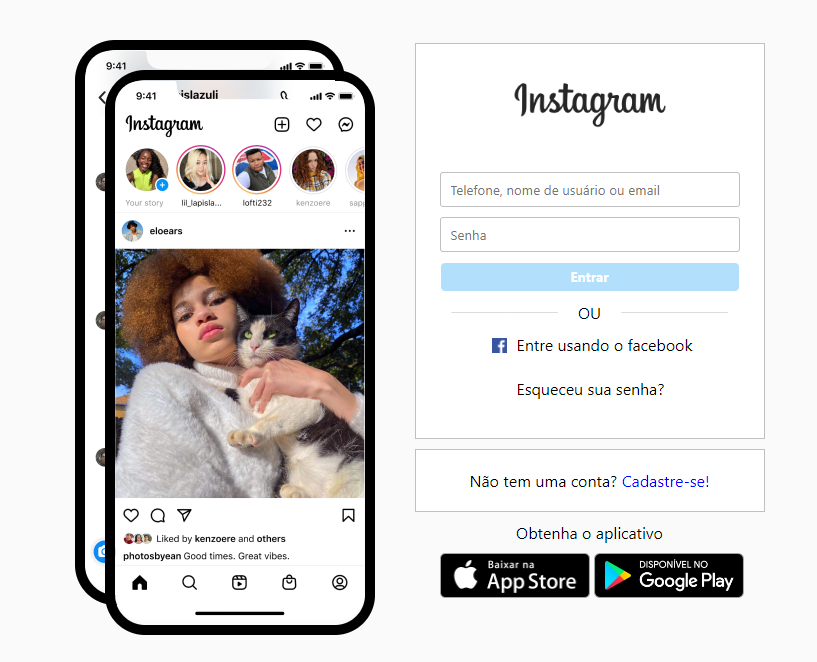 9:41
9:41
islazuli
Instagram
Your story
lil_lapisla...
lofti232
kenzoere
sapp
eloears
Liked by kenzoere and others
photosbyean Good times. Great vibes.
Instagram
Telefone, nome de usuário ou email
Senha
Entrar
OU
Entre usando o facebook
Esqueceu sua senha?
Não tem uma conta? Cadastre-se!
Obtenha o aplicativo
Baixar na
App Store
DISPONÍVEL NO
Google Play